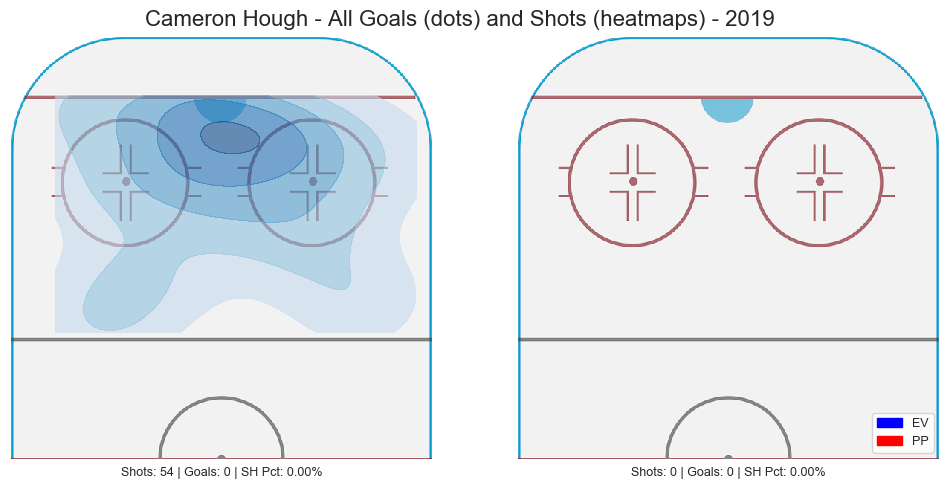 Cameron Hough - All Goals (dots) and Shots (heatmaps) - 2019
EV
PP
Shots: 54 | Goals: 0 | SH Pct: 0.00%
Shots: 0 | Goals: 0 | SH Pct: 0.00%